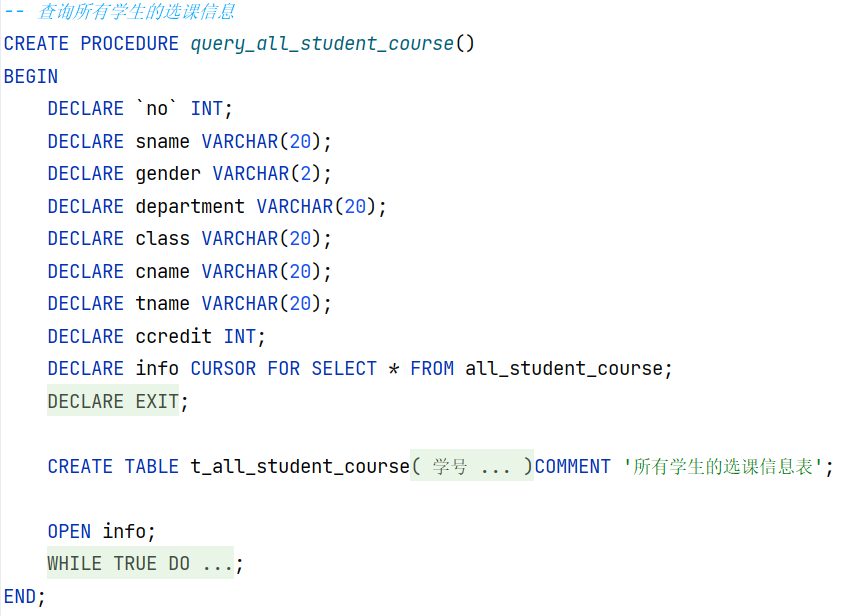 -- 查询所有学生的选课信息
CREATE PROCEDURE query_all_student_course()
BEGIN
    DECLARE `no` INT;
    DECLARE sname VARCHAR(20);
    DECLARE gender VARCHAR(2);
    DECLARE department VARCHAR(20);
    DECLARE class VARCHAR(20);
    DECLARE cname VARCHAR(20);
    DECLARE tname VARCHAR(20);
    DECLARE ccredit INT;
    DECLARE info CURSOR FOR SELECT * FROM all_student_course;
    DECLARE EXIT;
    CREATE TABLE t_all_student_course( 学号 ... )COMMENT '所有学生的选课信息表';
    OPEN info;
    WHILE TRUE DO ...;
END;